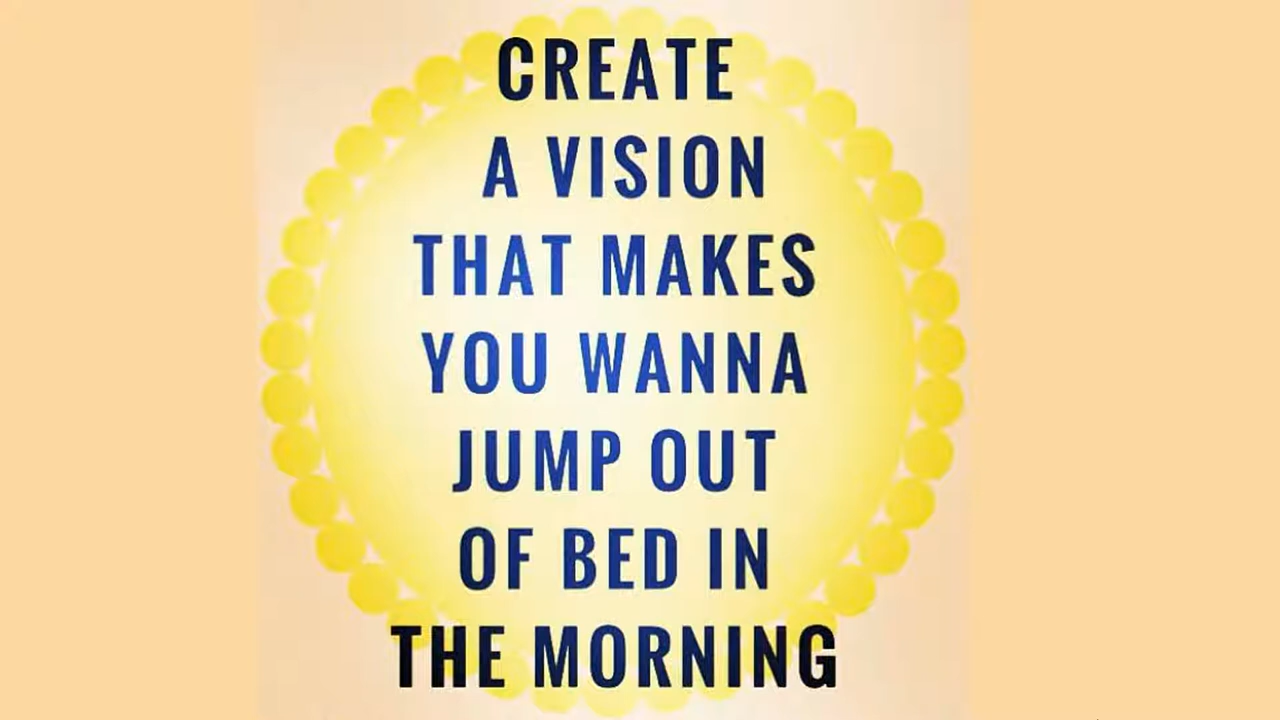 CREATE
A VISION
THAT MAKES
YOU WANNA
JUMP OUT
OF BED IN
THE MORNING